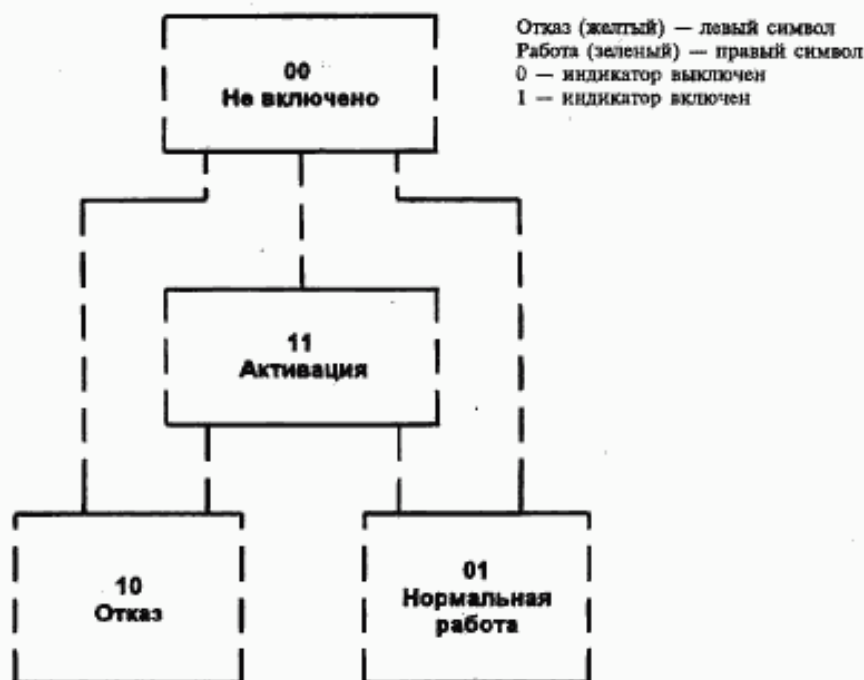 Отказ (желтый) — левый символ
Работа (зеленый) — правый символ
0 — индикатор выключен
1 — индикатор включен
00
Не включено
11
Активация
10
Отказ
01
Нормальная
работа